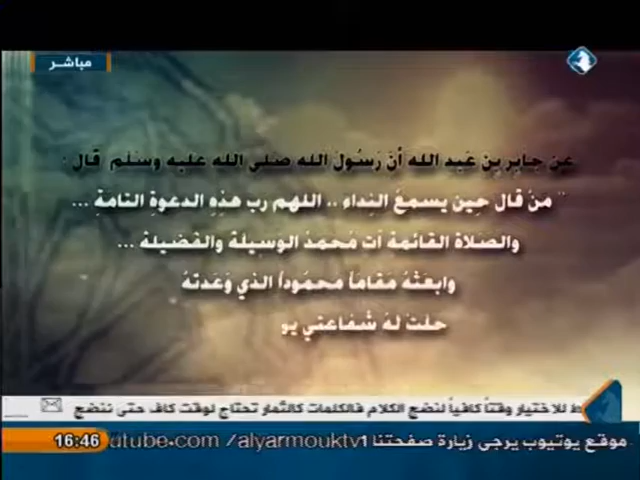 مباشر
عن جابر بن عبد الله أن رسول الله صلى الله عليه وسلم قال :
" من قال حين يسمع النداء .. اللهم رب هذه الدعوة التامة ...
والصلاة القائمة آت محمد الوسيلة والفضيلة ...
وابعثه مقاماً محموداً الذي وعدته
حلت له شفاعتي يو
ط للاختيار وقتاً كافياً لنضج الكلام فالكلمات كالثمار تحتاج لوقت كاف حتى تنضج
موقع يوتيوب يرجى زيارة صفحتنا utube.com /alyarmouktv1
16:46